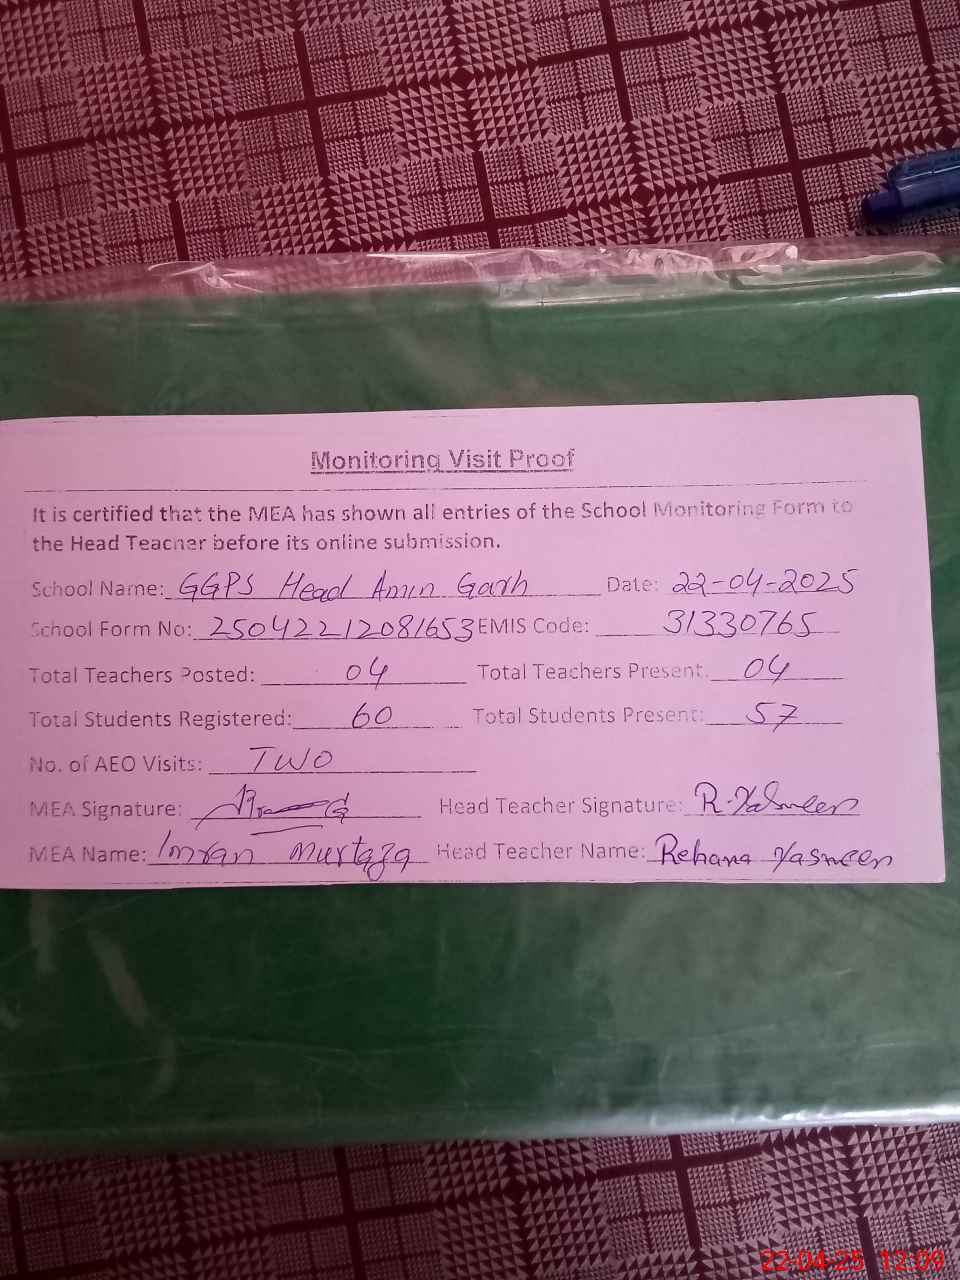 Monitoring Visit Proof
It is certified that the MEA has shown all entries of the School Monitoring Form to
the Head Teacher before its online submission.
School Name: GGPS Head Amin Garh Date: 22-04-2025
School Form No: 25042212081653 EMIS Code: 31330765
Total Teachers Posted: 04 Total Teachers Present: 04
Total Students Registered: 60 Total Students Present: 57
No. of AEO Visits: TWO
MEA Signature: Head Teacher Signature: R.Yasmeen
MEA Name: Imran Murtaza Head Teacher Name: Rehana Yasmeen
22-04-25 12:09